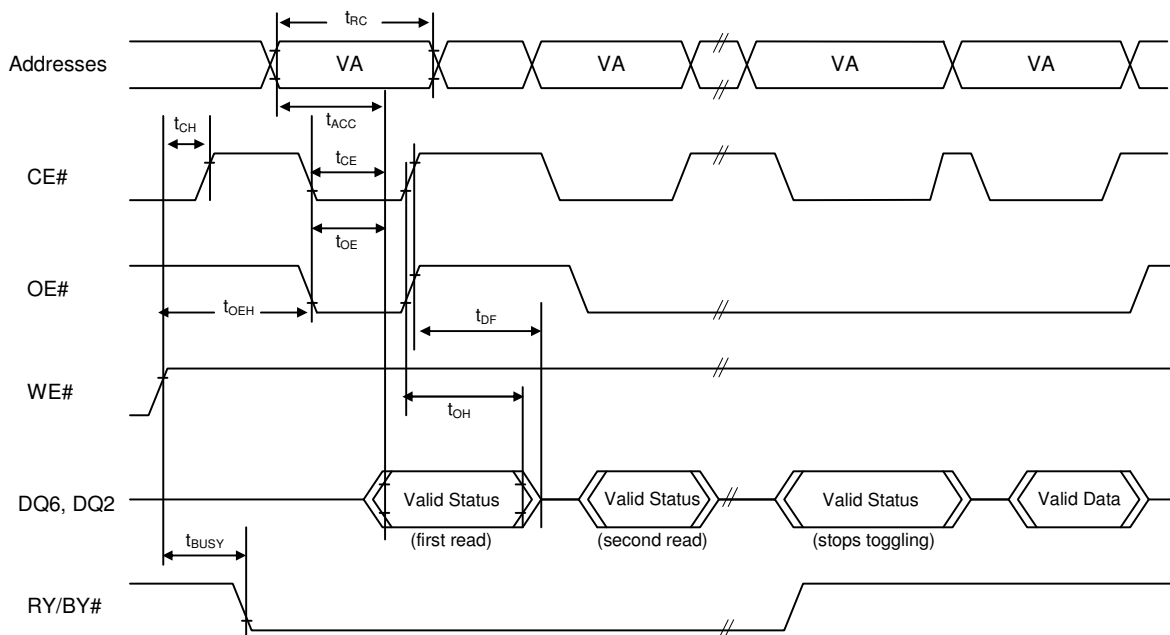 tRC
Addresses
VA
VA
VA
VA
tACC
tCH
tCE
CE#
tOE
OE#
tOEH
tDF
WE#
tOH
DQ6, DQ2
Valid Status
Valid Status
Valid Status
Valid Data
(first read)
(second read)
(stops toggling)
tBUSY
RY/BY#